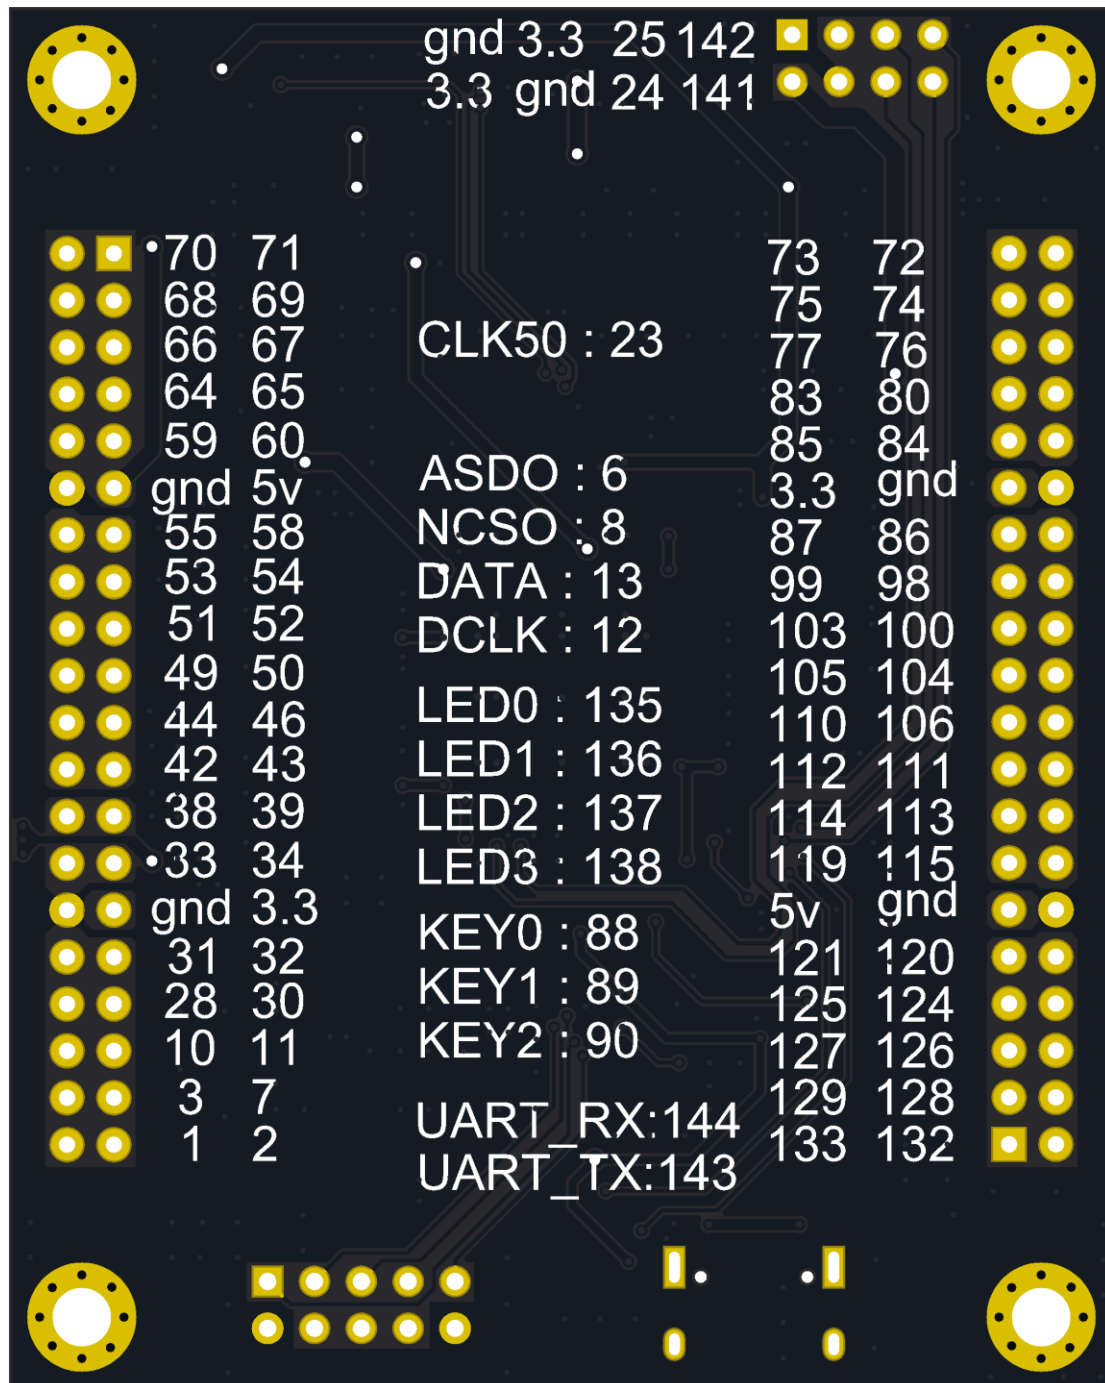 gnd 3.3 25 142
3.3 gnd 24 141
70 71
68 69
66 67
64 65
59 60
gnd 5v
55 58
53 54
51 52
49 50
44 46
42 43
38 39
33 34
gnd 3.3
31 32
28 30
10 11
3 7
1 2
CLK50 : 23
ASDO : 6
NCSO : 8
DATA : 13
DCLK : 12
LED0 : 135
LED1 : 136
LED2 : 137
LED3 : 138
KEY0 : 88
KEY1 : 89
KEY2 : 90
UART_RX:144
UART_TX:143
73 72
75 74
77 76
83 80
85 84
3.3 gnd
87 86
99 98
103 100
105 104
110 106
112 111
114 113
119 115
5v gnd
121 120
125 124
127 126
129 128
133 132